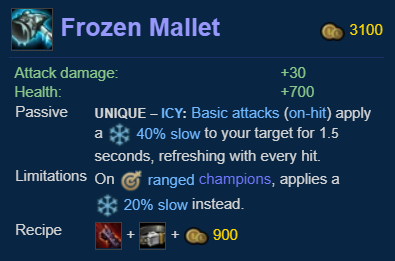 Frozen Mallet 3100
Attack damage: +30
Health: +700
Passive UNIQUE – ICY: Basic attacks (on-hit) apply
a 40% slow to your target for 1.5
seconds, refreshing with every hit.
Limitations On ranged champions, applies a
20% slow instead.
Recipe + + 900